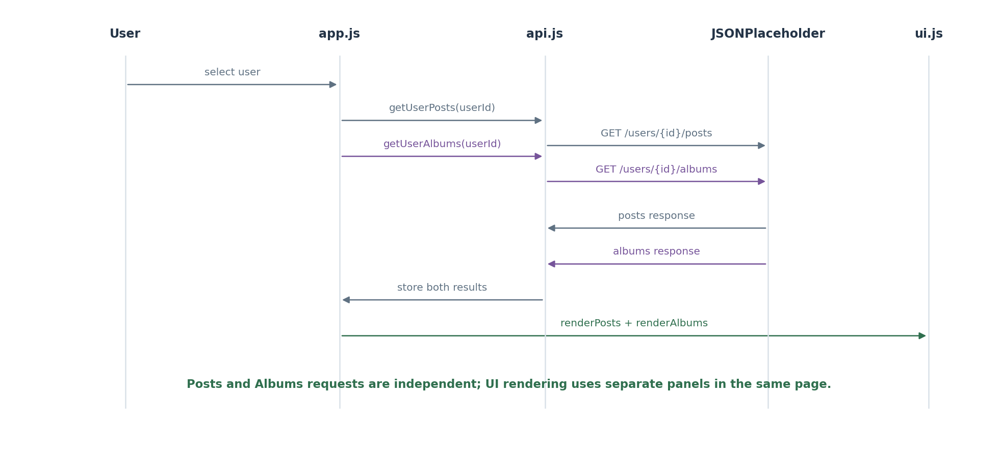 User
app.js
api.js
JSONPlaceholder
ui.js
select user
getUserPosts(userId)
GET /users/{id}/posts
getUserAlbums(userId)
GET /users/{id}/albums
posts response
albums response
store both results
renderPosts + renderAlbums
Posts and Albums requests are independent; UI rendering uses separate panels in the same page.